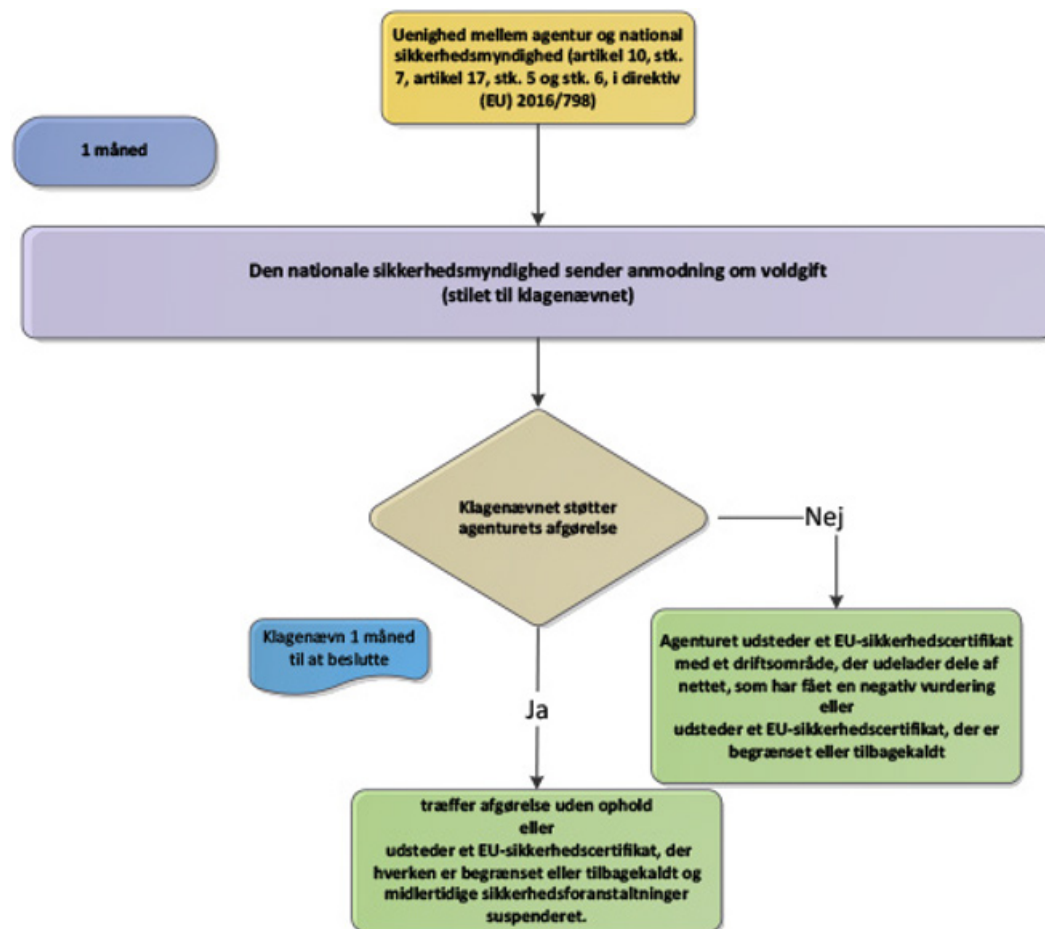 Uenighed mellem agentur og national
sikkerhedsmyndighed (artikel 10, stk.
7, artikel 17, stk. 5 og stk. 6, i direktiv
(EU) 2016/798)
1 måned
Den nationale sikkerhedsmyndighed sender anmodning om voldgift
(stilet til klagenævnet)
Klagenævnet støtter
agenturets afgørelse
Nej
Klagenævn 1 måned
til at beslutte
Agenturet udsteder et EU-sikkerhedscertifikat
med et driftsområde, der udelader dele af
nettet, som har fået en negativ vurdering
eller
udsteder et EU-sikkerhedscertifikat, der er
begrænset eller tilbagekaldt
Ja
træffer afgørelse uden ophold
eller
udsteder et EU-sikkerhedscertifikat, der
hverken er begrænset eller tilbagekaldt og
midlertidige sikkerhedsforanstaltninger
suspenderet.